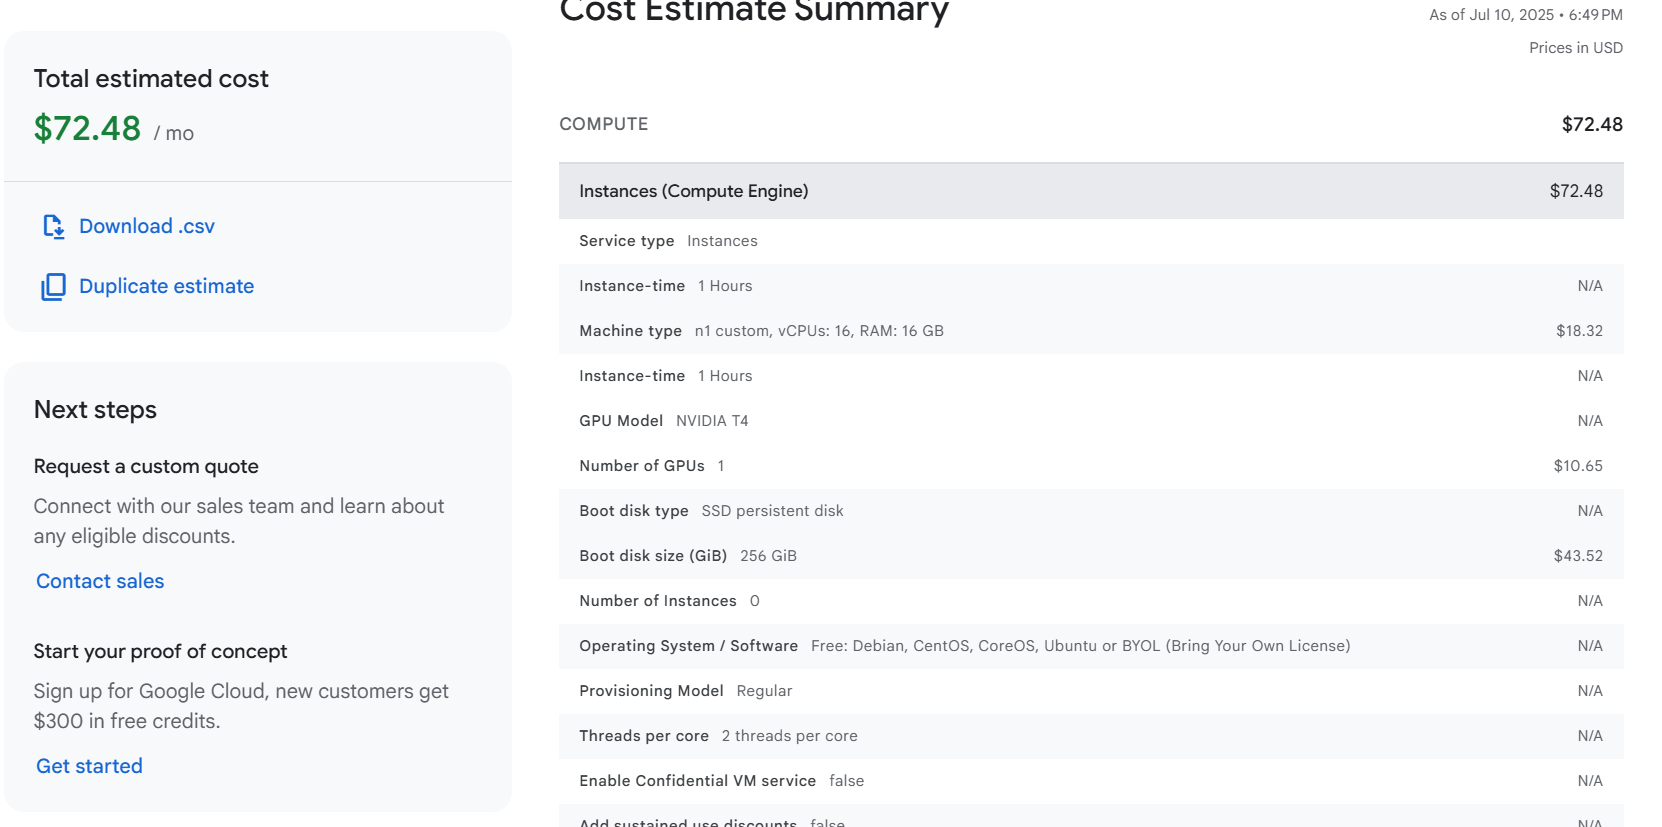 Cost Estimate Summary
As of Jul 10, 2025 • 6:49 PM
Prices in USD
Total estimated cost
$72.48 / mo
Download .csv
Duplicate estimate
Next steps
Request a custom quote
Connect with our sales team and learn about
any eligible discounts.
Contact sales
Start your proof of concept
Sign up for Google Cloud, new customers get
$300 in free credits.
Get started
COMPUTE $72.48
Instances (Compute Engine) $72.48
Service type Instances
Instance-time 1 Hours N/A
Machine type n1 custom, vCPUs: 16, RAM: 16 GB $18.32
Instance-time 1 Hours N/A
GPU Model NVIDIA T4 N/A
Number of GPUs 1 $10.65
Boot disk type SSD persistent disk N/A
Boot disk size (GiB) 256 GiB $43.52
Number of Instances 0 N/A
Operating System / Software Free: Debian, CentOS, CoreOS, Ubuntu or BYOL (Bring Your Own License) N/A
Provisioning Model Regular N/A
Threads per core 2 threads per core N/A
Enable Confidential VM service false N/A
Add sustained use discounts false N/A